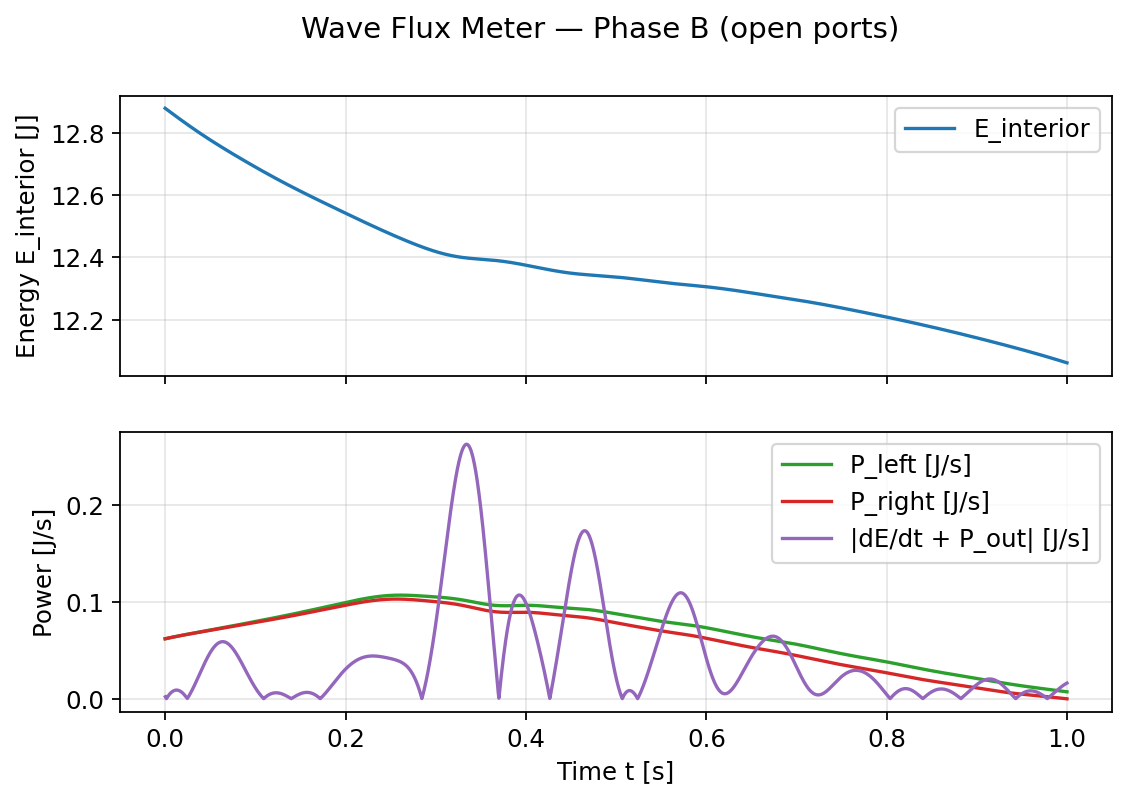 Wave Flux Meter — Phase B (open ports)
Energy E_interior [J]
12.8
12.6
12.4
12.2
E_interior
Power [J/s]
0.2
0.1
0.0
P_left [J/s]
P_right [J/s]
|dE/dt + P_out| [J/s]
0.0 0.2 0.4 0.6 0.8 1.0
Time t [s]